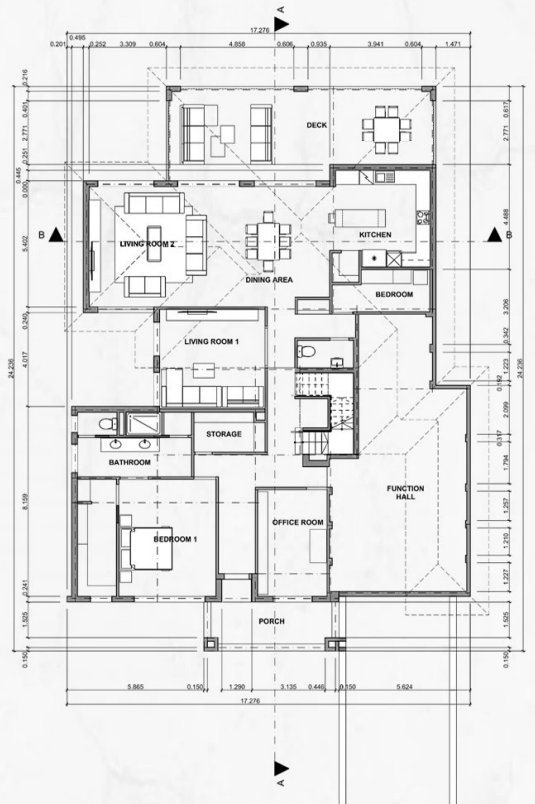 A
17.276
0.495
0.201
0.252
3.309
0.604
4.858
0.606
0.935
3.941
0.604
1.471
0.216
0.401
2.771
0.251
0.445
0.000
5.402
0.240
4.017
24.236
8.159
0.241
1.525
0.150
0.617
2.771
4.488
3.206
0.342
1.223
0.192
2.099
0.317
1.794
1.257
1.210
1.227
1.525
0.150
24.236
DECK
KITCHEN
B
LIVING ROOM 2
B
DINING AREA
BEDROOM
LIVING ROOM 1
STORAGE
BATHROOM
FUNCTION
HALL
OFFICE ROOM
BEDROOM 1
PORCH
5.865
0.150
1.290
3.135
0.446
0.150
5.624
17.276
A